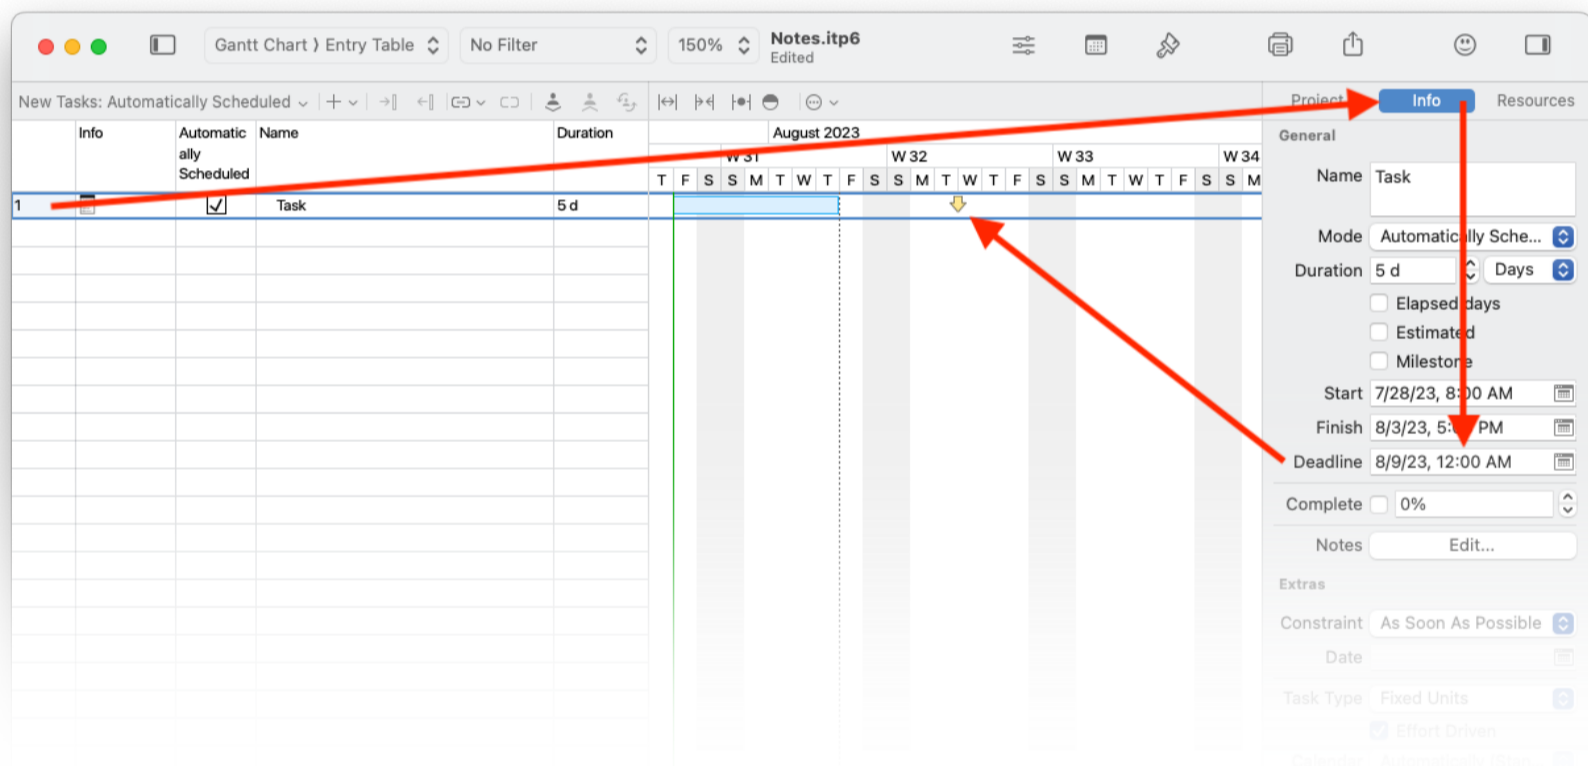 Gantt Chart ⟩ Entry Table
No Filter
150%
Notes.itp6
Edited
New Tasks: Automatically Scheduled
Project
Info
Resources
Info
Automatic
ally
Scheduled
Name
Duration
August 2023
W 31
W 32
W 33
W 34
T F S S M T W T F S S M T W T F S S M T W T F S S M
1
Task
5 d
General
Name Task
Mode Automatically Sche...
Duration 5 d Days
Elapsed days
Estimated
Milestone
Start 7/28/23, 8:00 AM
Finish 8/3/23, 5:00 PM
Deadline 8/9/23, 12:00 AM
Complete 0%
Notes Edit...
Extras
Constraint As Soon As Possible
Date
Task Type Fixed Units
Effort Driven
Calendar